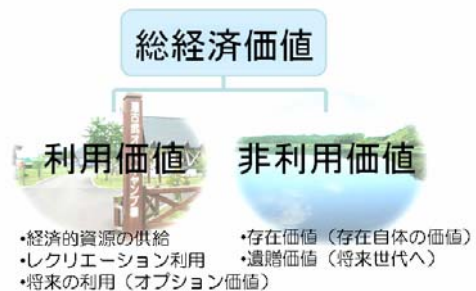 総経済価値
利用価値
非利用価値
・経済的資源の供給
・レクリエーション利用
・将来の利用（オプション価値）
・存在価値（存在自体の価値）
・遺贈価値（将来世代へ）